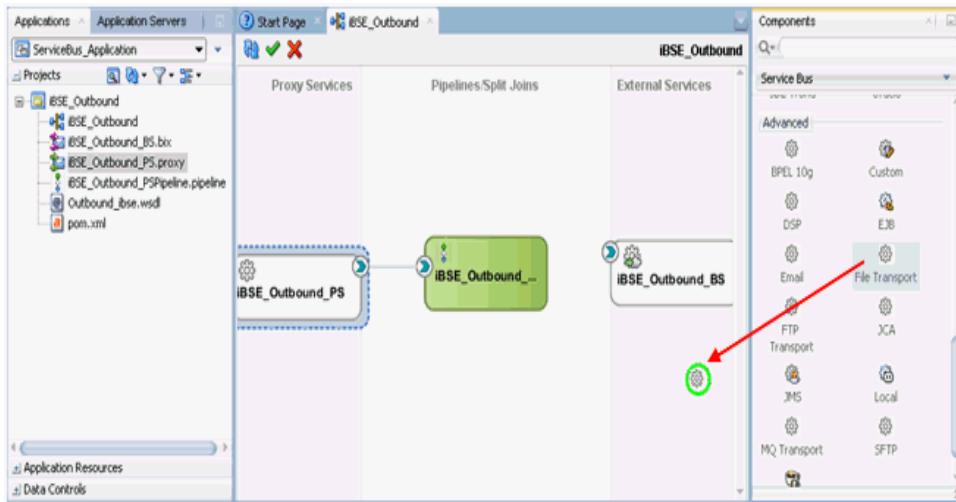 Applications
Application Servers
Start Page
iBSE_Outbound
Components
ServiceBus_Application
iBSE_Outbound
Projects
Service Bus
iBSE_Outbound
iBSE_Outbound
iBSE_Outbound_BS.bix
iBSE_Outbound_PS.proxy
iBSE_Outbound_PSPipeline.pipeline
Outbound_ibse.wsdl
pom.xml
Application Resources
Data Controls
Proxy Services
Pipelines/Split Joins
External Services
iBSE_Outbound_PS
iBSE_Outbound_...
iBSE_Outbound_BS
Advanced
BPEL 10g
Custom
DSP
EJB
Email
File Transport
FTP
Transport
JCA
JMS
Local
MQ Transport
SFTP